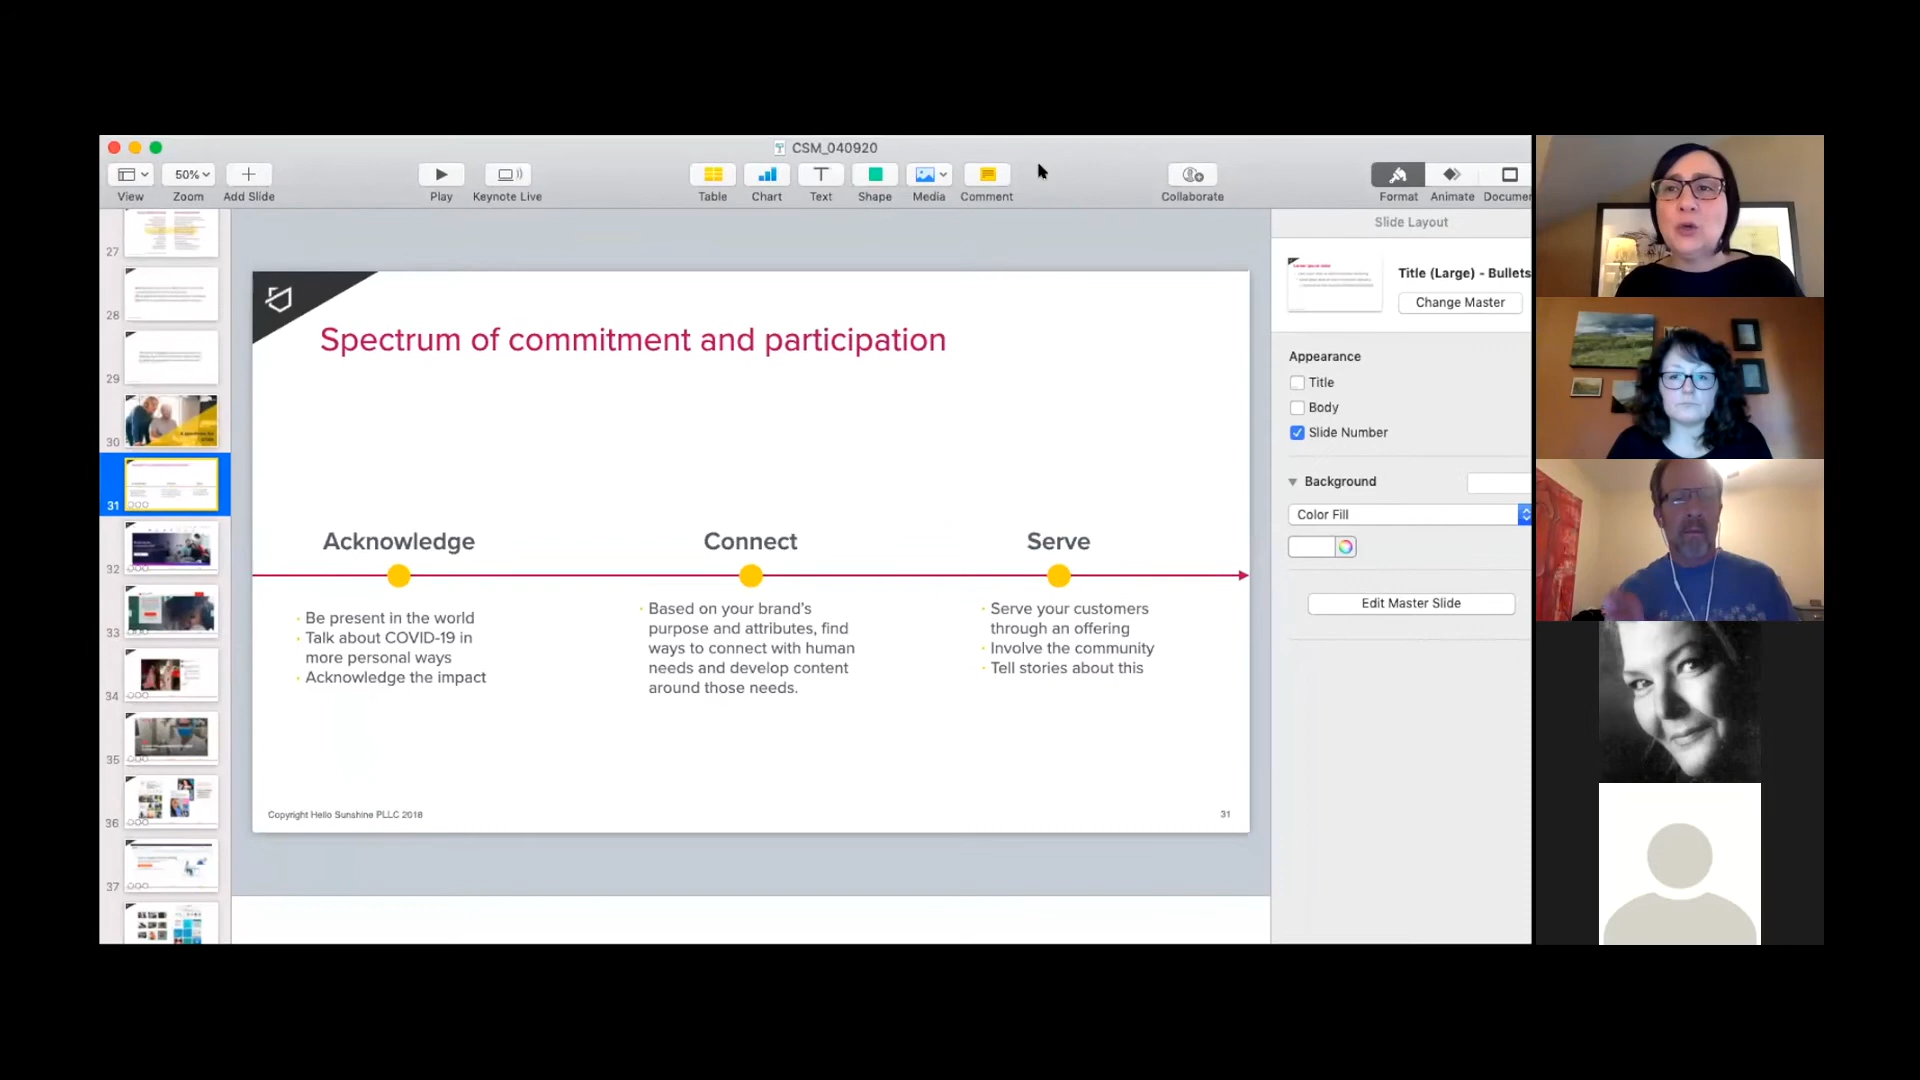 CSM_040920
50%
View
Zoom
Add Slide
Play
Keynote Live
Table
Chart
Text
Shape
Media
Comment
Collaborate
Format
Animate
Documen
27
28
29
30
31
32
33
34
35
36
37
Spectrum of commitment and participation
Acknowledge
Be present in the world
Talk about COVID-19 in
more personal ways
Acknowledge the impact
Connect
Based on your brand's
purpose and attributes, find
ways to connect with human
needs and develop content
around those needs.
Serve
Serve your customers
through an offering
Involve the community
Tell stories about this
Copyright Hello Sunshine PLLC 2018
31
Slide Layout
Title (Large) - Bullets
Change Master
Appearance
Title
Body
Slide Number
Background
Color Fill
Edit Master Slide